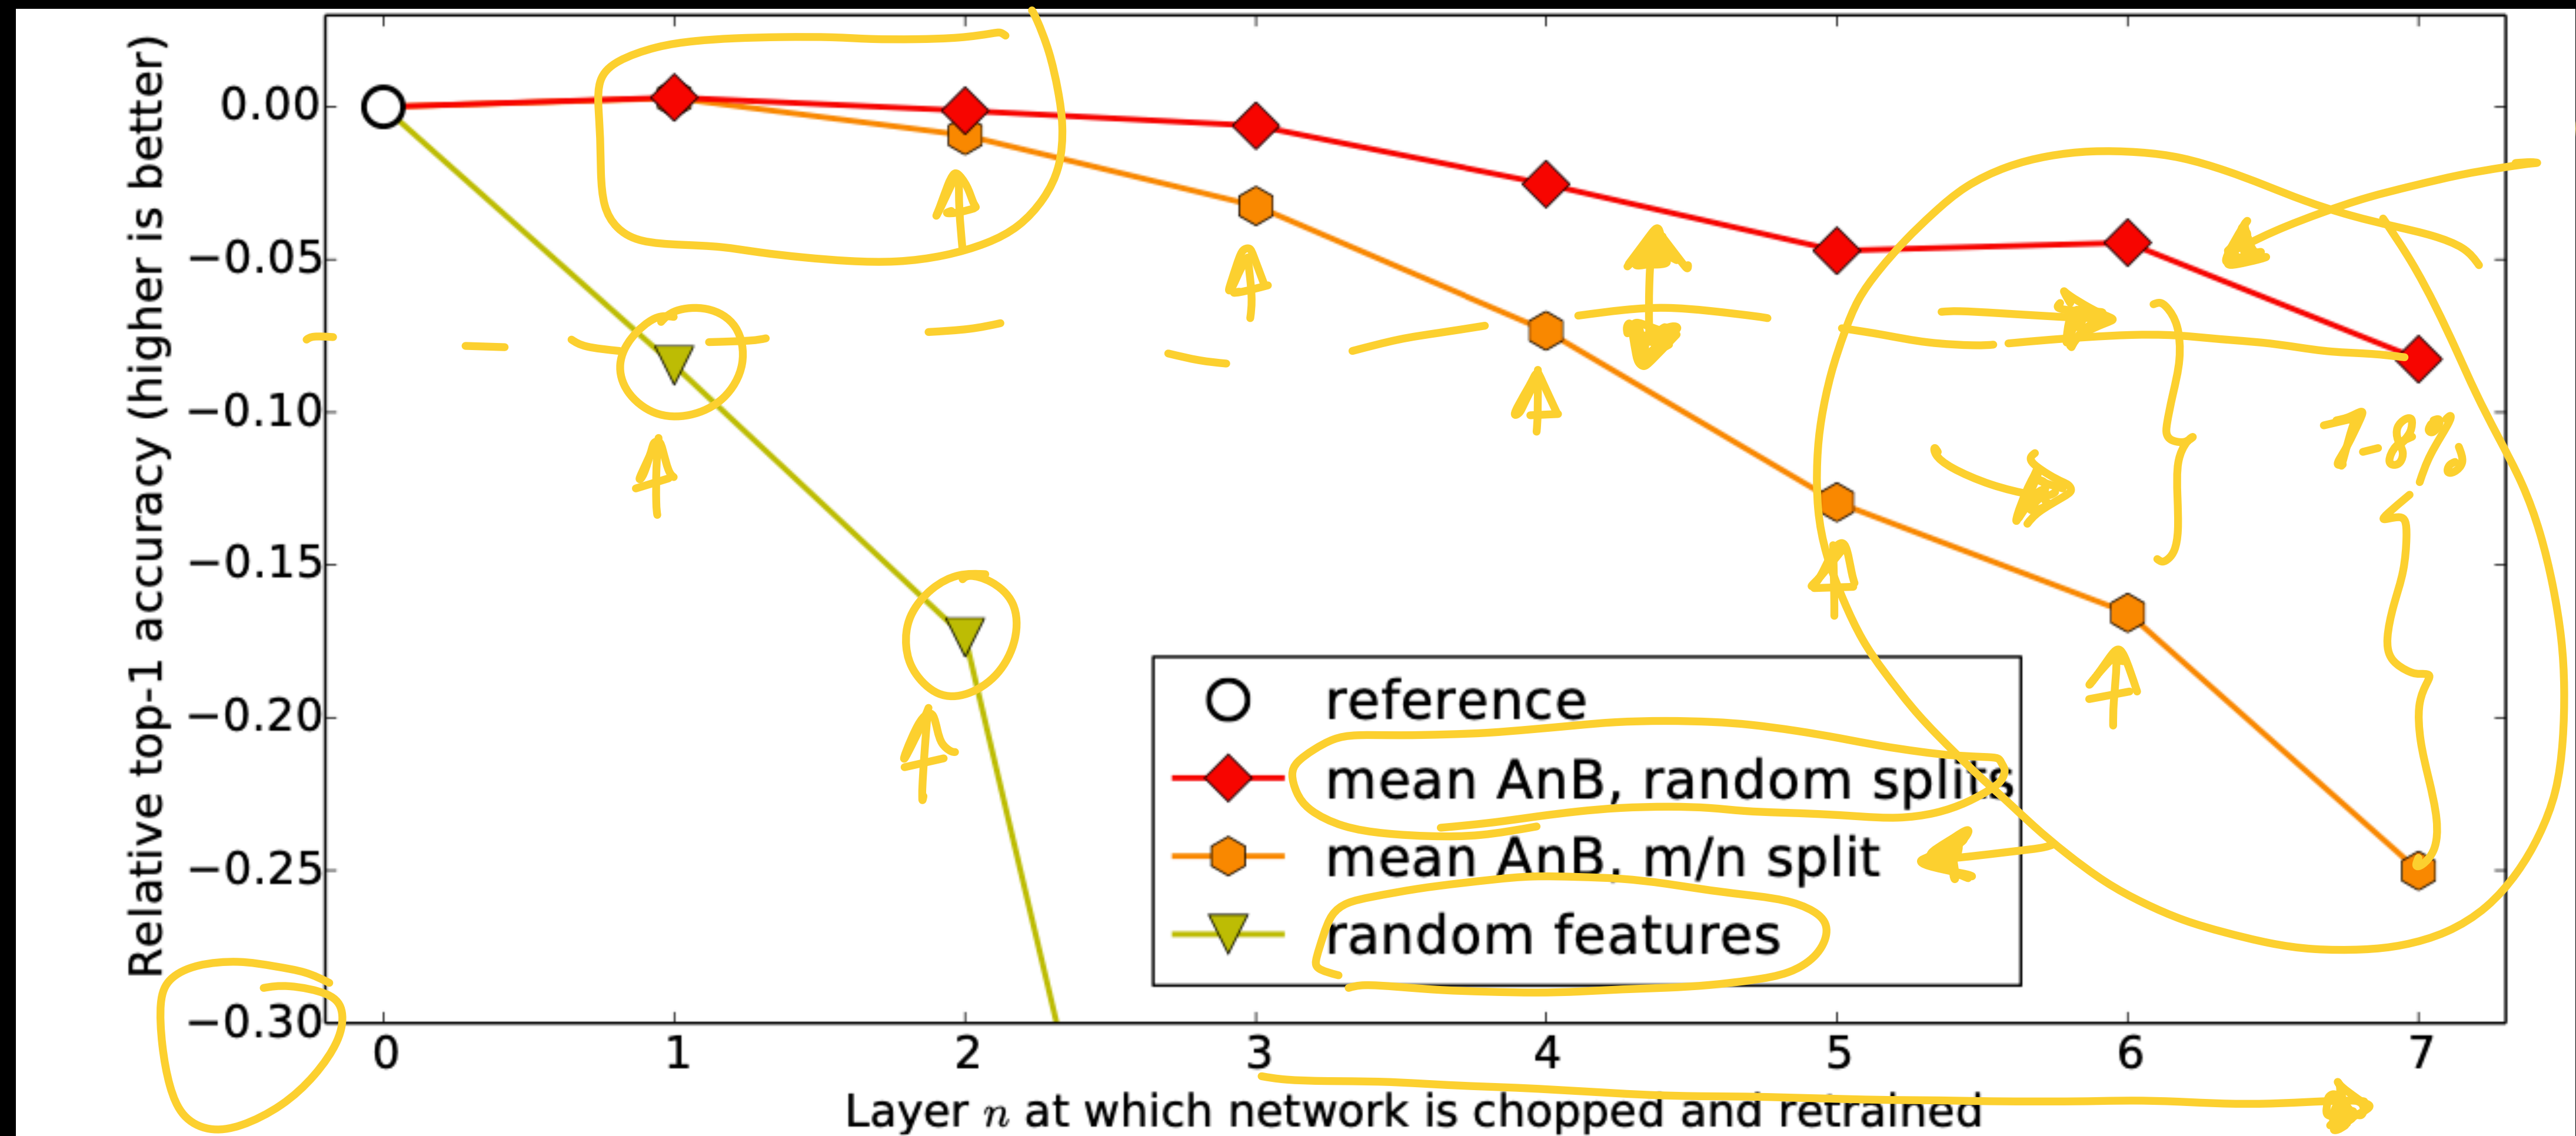 Relative top-1 accuracy (higher is better)
0.00
−0.05
−0.10
−0.15
−0.20
−0.25
−0.30
7-8%
reference
mean AnB, random splits
mean AnB, m/n split
random features
0 1 2 3 4 5 6 7
Layer n at which network is chopped and retrained